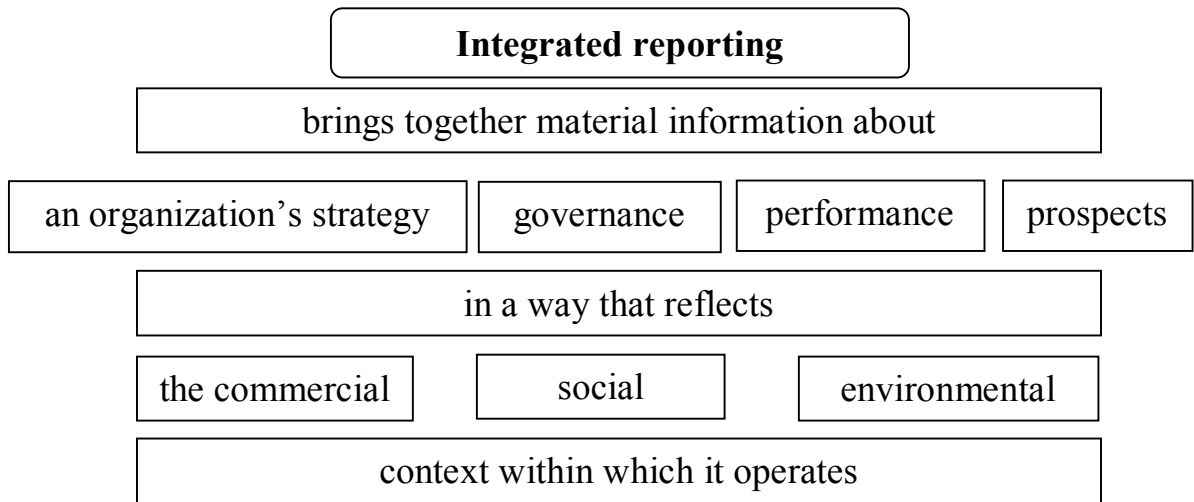 Integrated reporting
brings together material information about
an organization’s strategy governance performance prospects
in a way that reflects
the commercial social environmental
context within which it operates